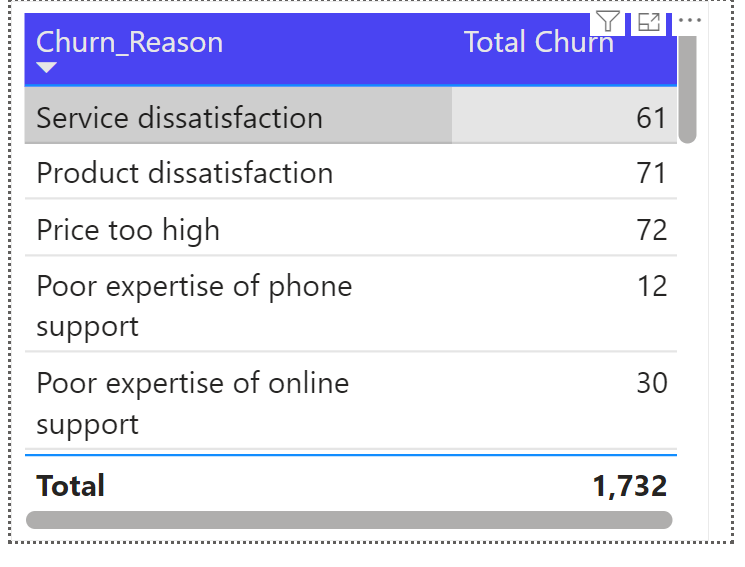 Churn_Reason Total Churn
Service dissatisfaction 61
Product dissatisfaction 71
Price too high 72
Poor expertise of phone 12
support
Poor expertise of online 30
support
Total 1,732